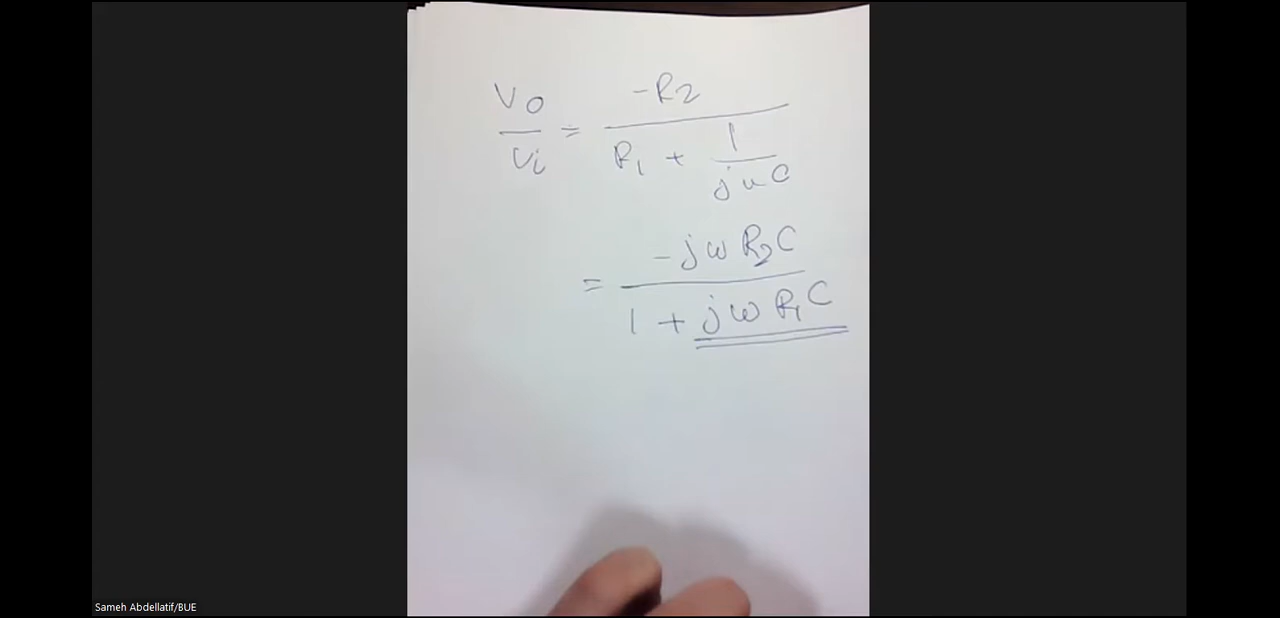 Vo/Vi = -R2/(R1 + 1/(jωC))
= -jωR2C/(1 + jωR1C)
Sameh Abdellatif/BUE